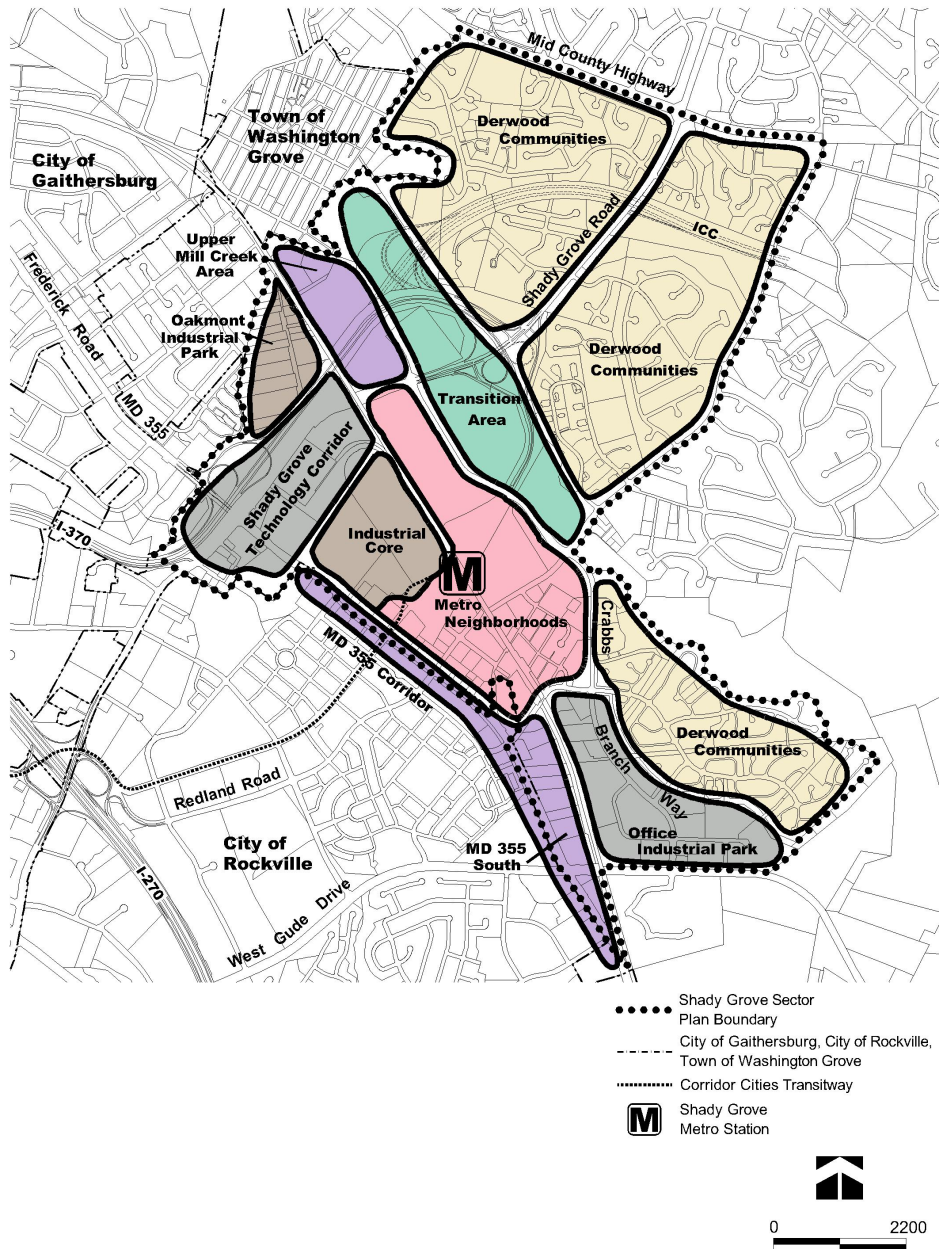 Mid County Highway
Town of
Washington
Grove
Derwood
Communities
City of
Gaithersburg
Shady Grove Road
ICC
Upper
Mill Creek
Area
Frederick Road
Oakmont
Industrial
Park
Derwood
Communities
MD 355
Transition
Area
Shady Grove
Technology Corridor
I-370
Industrial
Core
M
Metro
Neighborhoods
Crabbs
MD 355 Corridor
Derwood
Communities
Branch
Way
Redland Road
City of
Rockville
Office
Industrial Park
MD 355
South
I-270
West Gude Drive
Shady Grove Sector
Plan Boundary
City of Gaithersburg, City of Rockville,
Town of Washington Grove
Corridor Cities Transitway
M
Shady Grove
Metro Station
0 2200